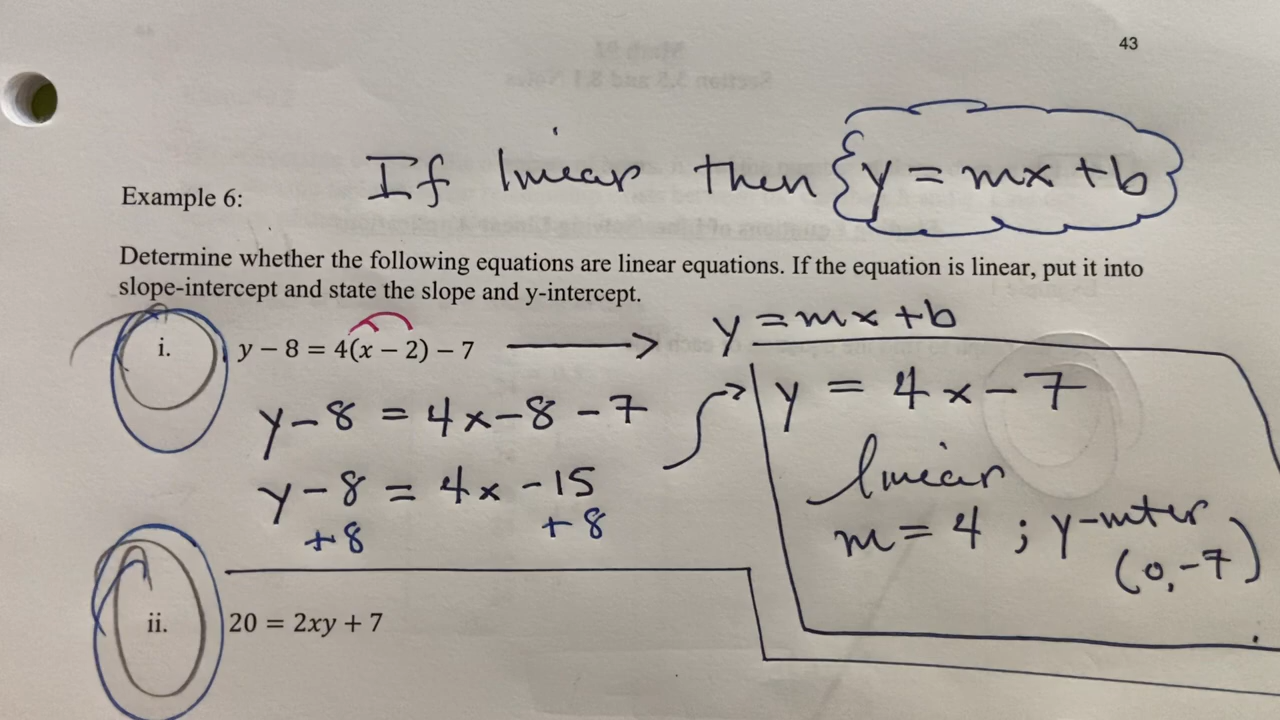 43
If linear then {y = mx + b}
Example 6:
Determine whether the following equations are linear equations. If the equation is linear, put it into
slope-intercept and state the slope and y-intercept.
i. y − 8 = 4(x − 2) − 7 → y = mx + b
y − 8 = 4x − 8 − 7
y = 4x − 7
y − 8 = 4x − 15
+8 +8
linear
m = 4 ; y-inter
(0, −7)
ii. 20 = 2xy + 7